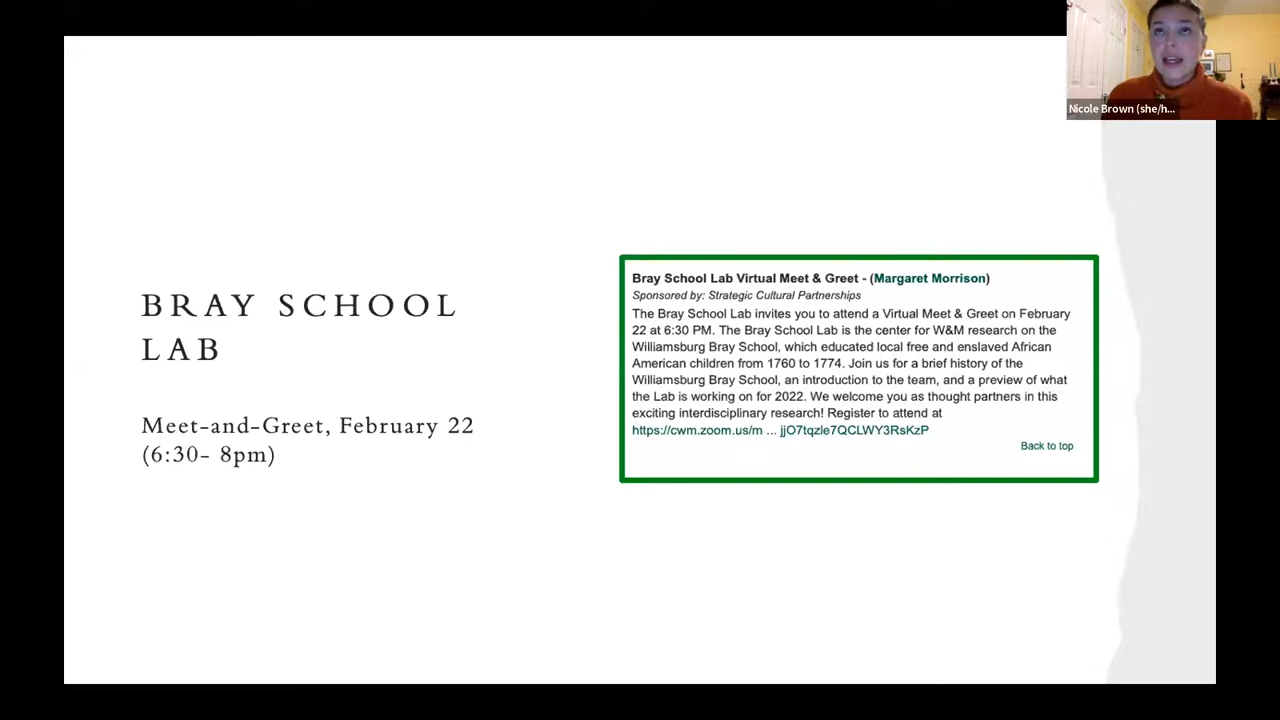 BRAY SCHOOL
LAB
Meet-and-Greet, February 22
(6:30- 8pm)
Bray School Lab Virtual Meet & Greet - (Margaret Morrison)
Sponsored by: Strategic Cultural Partnerships
The Bray School Lab invites you to attend a Virtual Meet & Greet on February
22 at 6:30 PM. The Bray School Lab is the center for W&M research on the
Williamsburg Bray School, which educated local free and enslaved African
American children from 1760 to 1774. Join us for a brief history of the
Williamsburg Bray School, an introduction to the team, and a preview of what
the Lab is working on for 2022. We welcome you as thought partners in this
exciting interdisciplinary research! Register to attend at
https://cwm.zoom.us/m ... jjO7tqzle7QCLWY3RsKzP
Back to top
Nicole Brown (she/h...